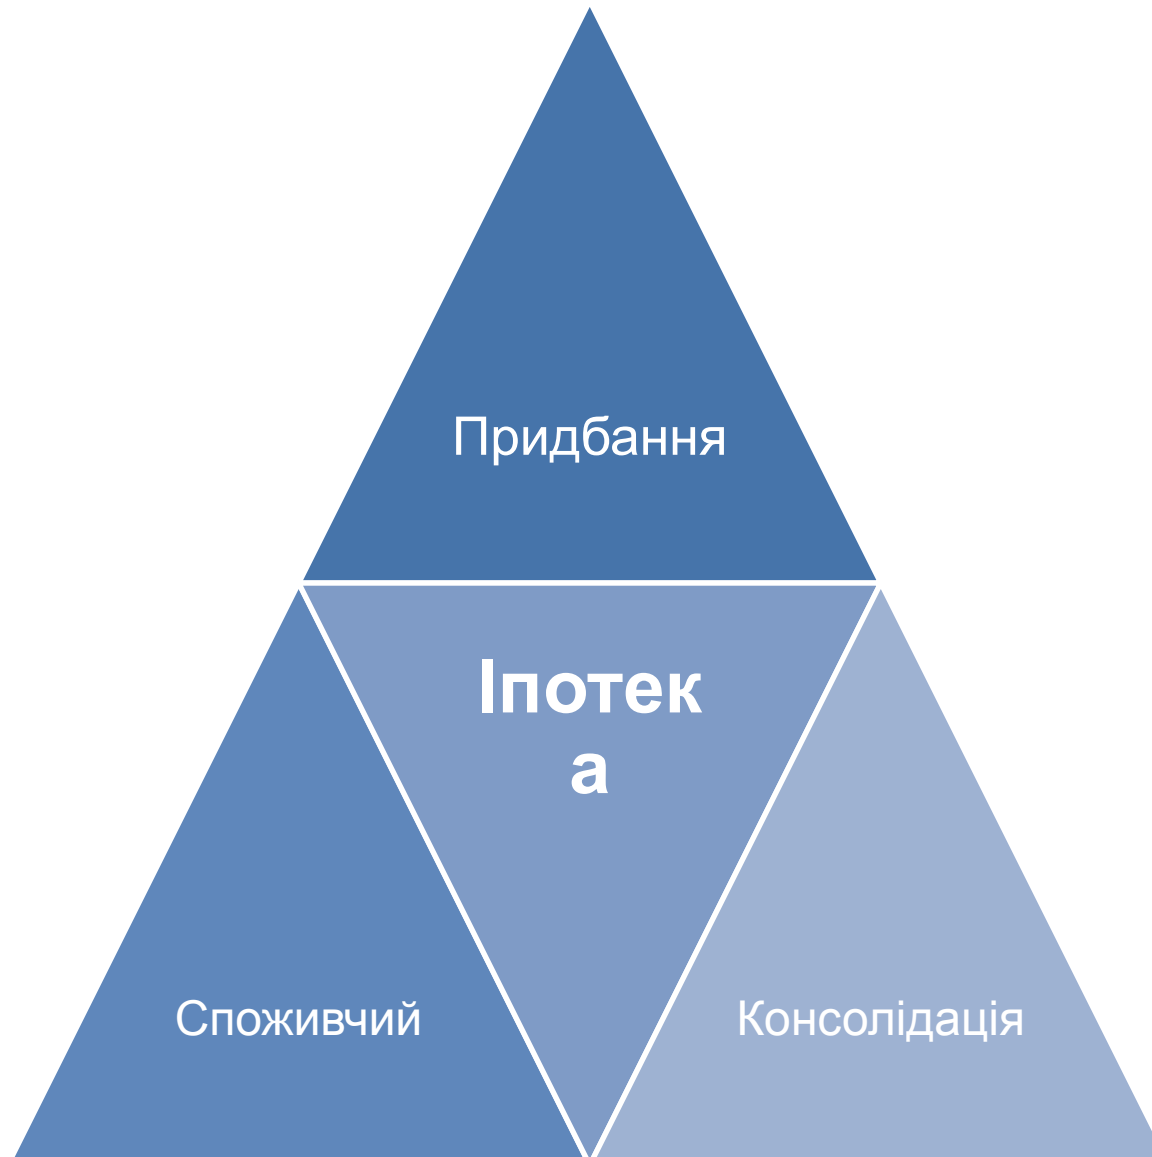 Придбання
Іпотек
а
Споживчий
Консолідація